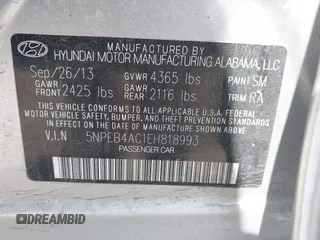 MANUFACTURED BY
HYUNDAI MOTOR MANUFACTURING ALABAMA, LLC
Sep/26/13 GVWR 4365 lbs PAINT SM
GAWR FRONT 2425 lbs GAWR REAR 2116 lbs TRIM RA
THIS VEHICLE CONFORMS TO ALL APPLICABLE U.S.A FEDERAL
MOTOR VEHICLE SAFETY, BUMPER, AND THEFT PREVENTION
STANDARDS IN EFFECT ON THE DATE OF MANUFACTURE SHOWN ABOVE.
V.I.N 5NPEB4AC1EH818993
PASSENGER CAR
DREAMBID